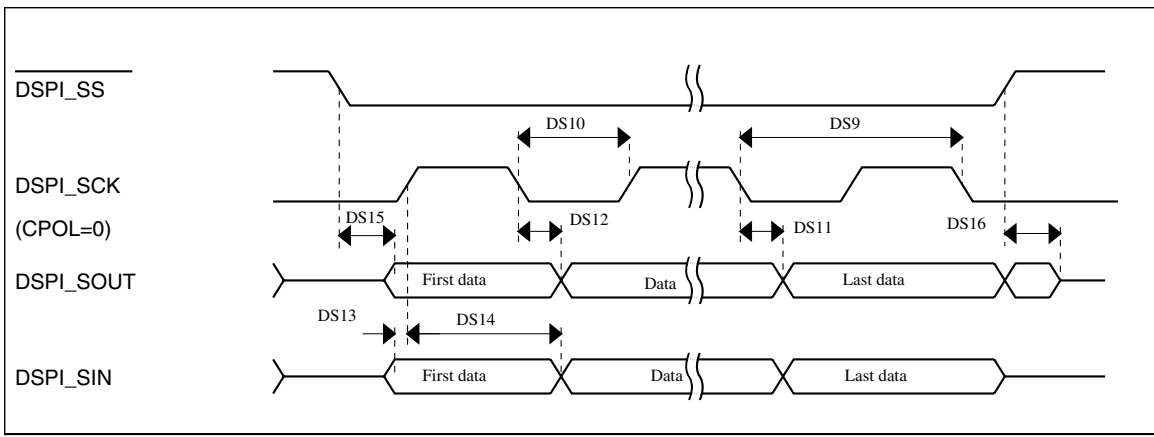 DSPI_SS
DS10
DS9
DSPI_SCK
(CPOL=0)
DS15
DS12
DS11
DS16
DSPI_SOUT
First data
Data
Last data
DS13
DS14
DSPI_SIN
First data
Data
Last data